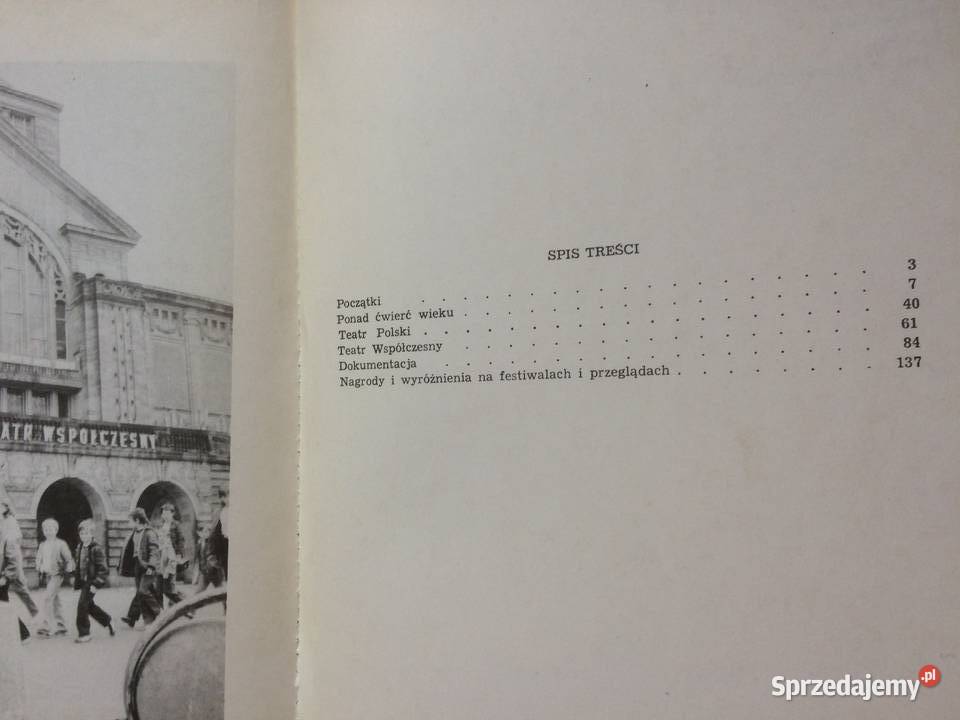 ATR WSPÓŁCZESNY
SPIS TREŚCI
Początki . . . . . . . . . . . . . . . . 3
Ponad ćwierć wieku . . . . . . . . . . . . . . 7
Teatr Polski . . . . . . . . . . . . . . . . 40
Teatr Współczesny . . . . . . . . . . . . . . 61
Dokumentacja . . . . . . . . . . . . . . . 84
Nagrody i wyróżnienia na festiwalach i przeglądach . . . . . . . 137
Sprzedajemy.pl